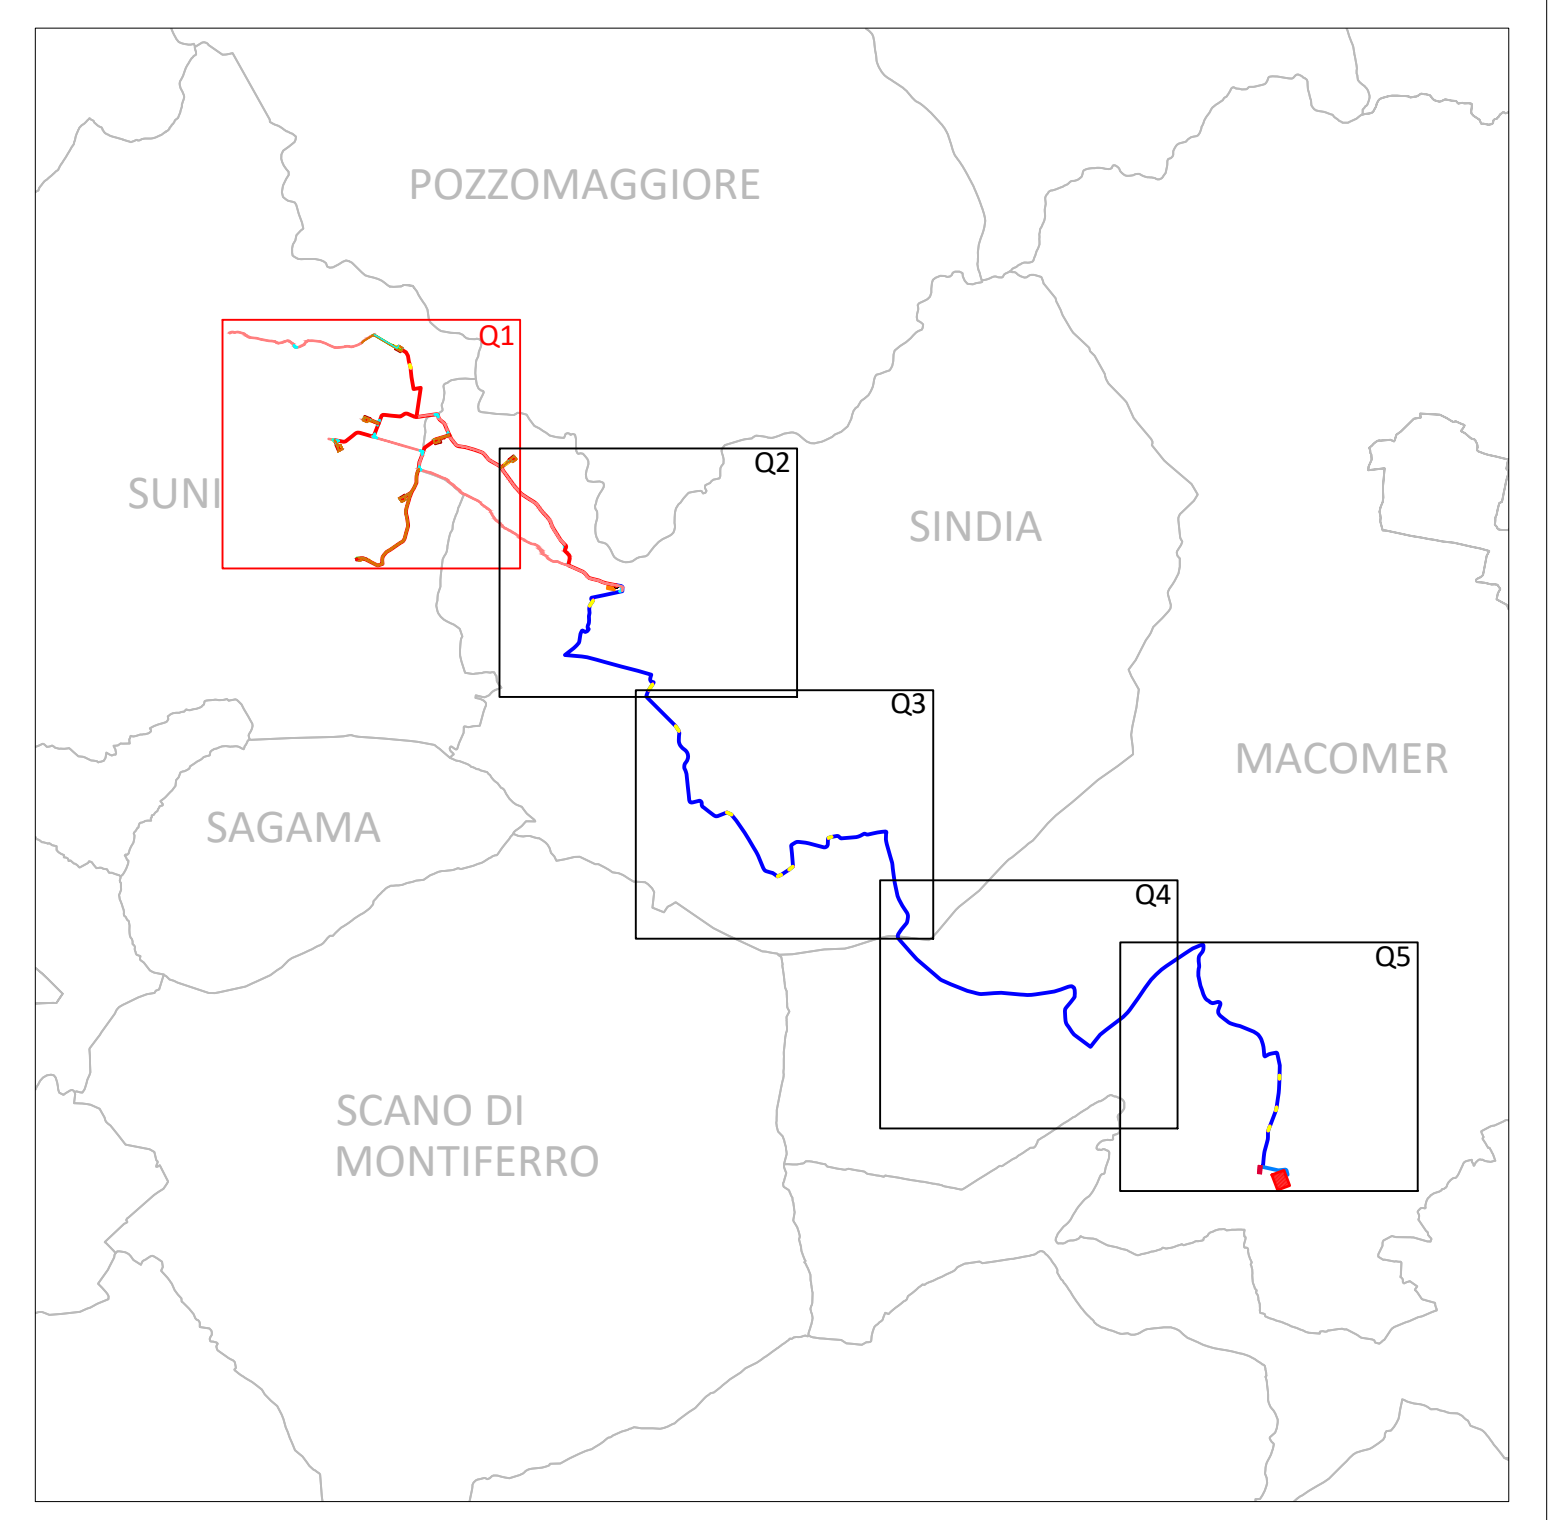 POZZOMAGGIORE
Q1
Q2
SUNI
SINDIA
Q3
MACOMER
SAGAMA
Q4
Q5
SCANO DI
MONTIFERRO